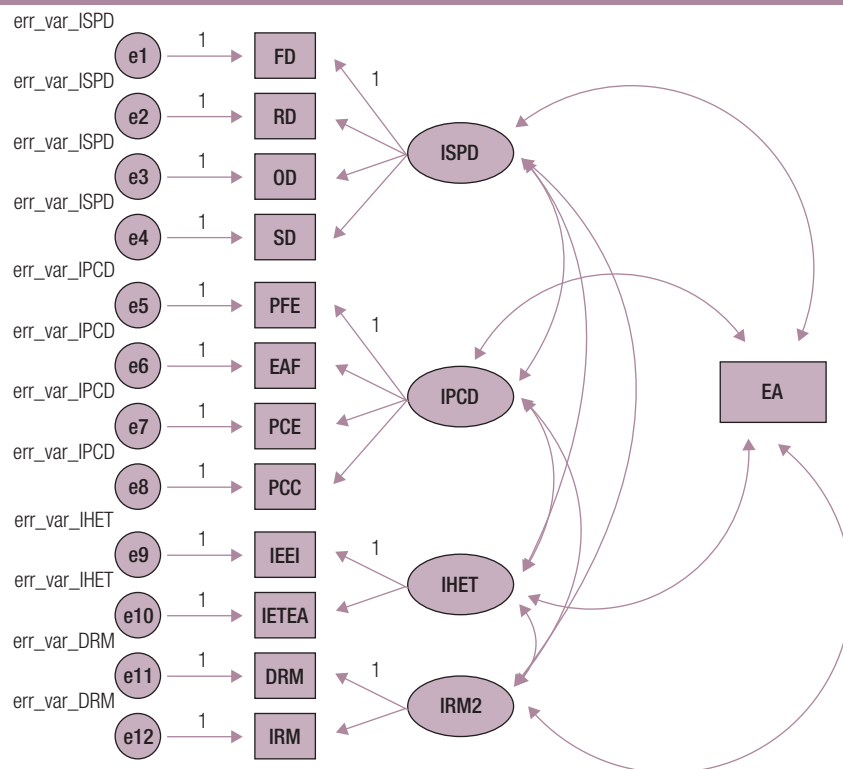 err_var_ISPD
e1 1 FD
err_var_ISPD
1
e2 1 RD
ISPD
err_var_ISPD
e3 1 OD
err_var_ISPD
e4 1 SD
err_var_IPCD
e5 1 PFE
err_var_IPCD
1
e6 1 EAF
IPCD
EA
err_var_IPCD
e7 1 PCE
err_var_IPCD
e8 1 PCC
err_var_IHET
e9 1 IEEI
1
IHET
err_var_IHET
e10 1 IETEA
err_var_DRM
e11 1 DRM
1
IRM2
err_var_DRM
e12 1 IRM